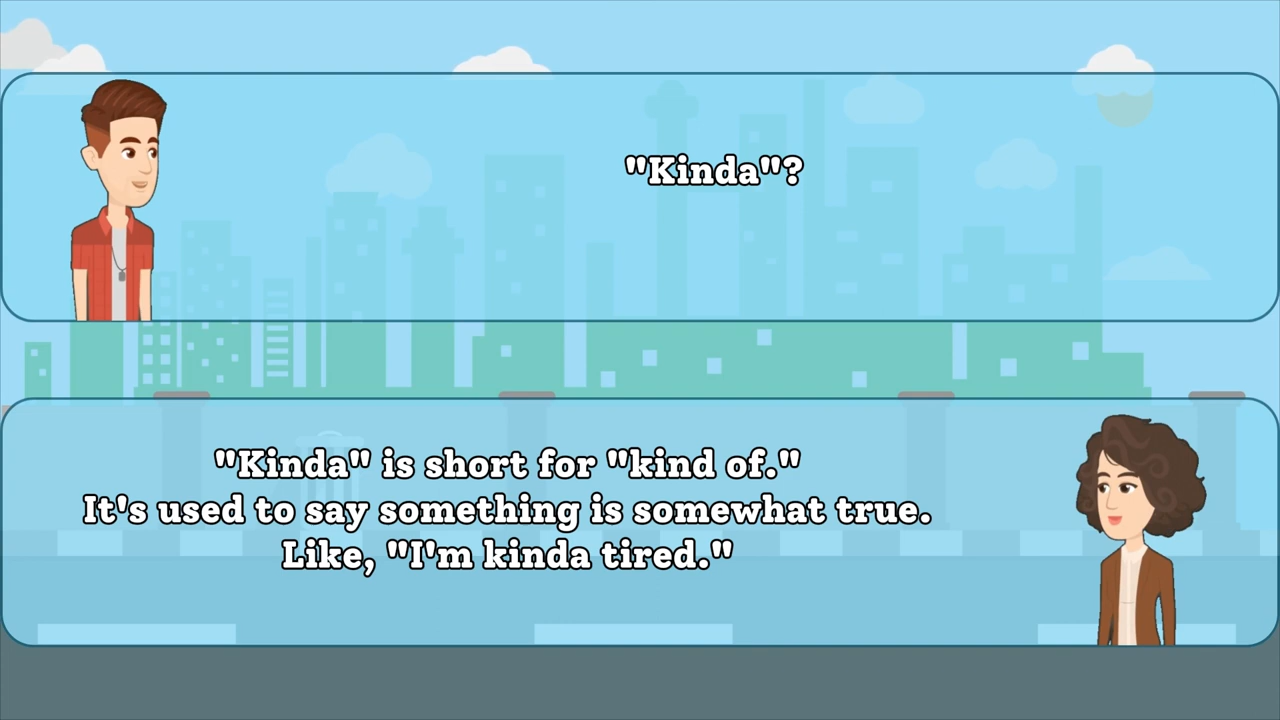 "Kinda"?
"Kinda" is short for "kind of."
It's used to say something is somewhat true.
Like, "I'm kinda tired."